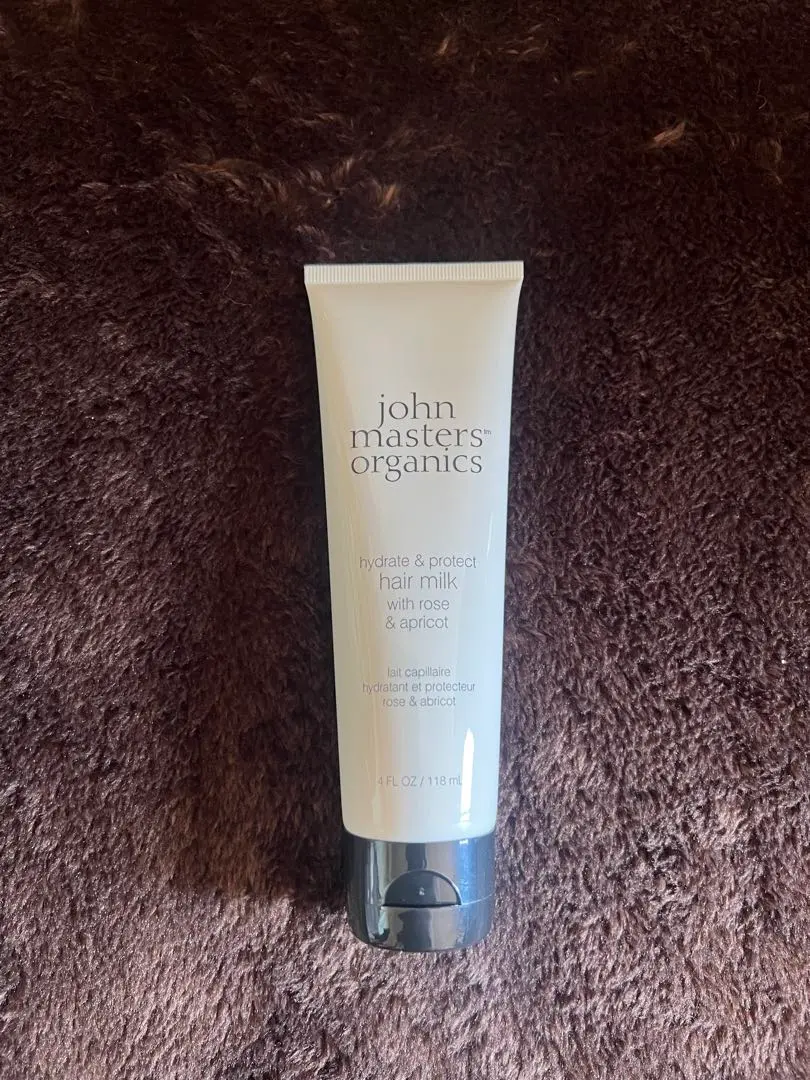 john
masters™
organics
hydrate & protect
hair milk
with rose
& apricot
lait capillaire
hydratant et protecteur
rose & abricot
4 FL OZ / 118 mL